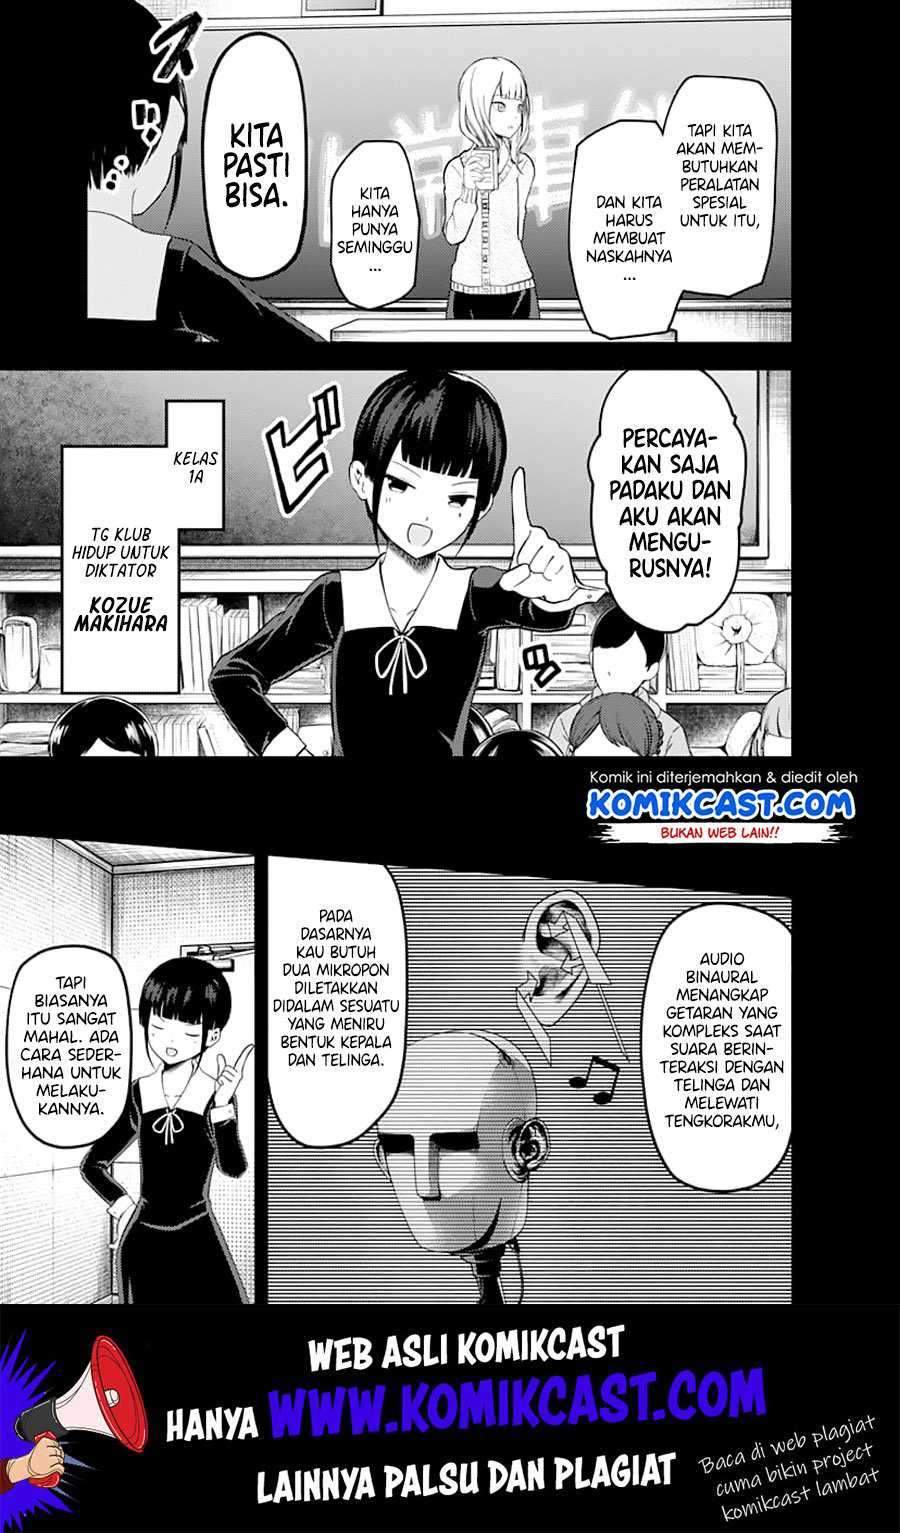 TAPI KITA
AKAN MEM-
BUTUHKAN
PERALATAN
SPESIAL
UNTUK ITU,
DAN KITA
HARUS
MEMBUAT
NASKAHNYA
...
KITA
HANYA
PUNYA
SEMINGGU
...
KITA
PASTI
BISA.
PERCAYA-
KAN SAJA
PADAKU DAN
AKU AKAN
MENGU-
RUSNYA!
ビ
KELAS
1A
TG KLUB
HIDUP UNTUK
DIKTATOR
KOZUE
MAKIHARA
Komik ini diterjemahkan & diedit oleh
KOMIKCAST.COM
BUKAN WEB LAIN!!
AUDIO
BINAURAL
MENANGKAP
GETARAN YANG
KOMPLEKS SAAT
SUARA BERIN-
TERAKSI DENGAN
TELINGA DAN
MELEWATI
TENGKORAKMU,
PADA
DASARNYA
KAU BUTUH
DUA MIKROPON
DILETAKKAN
DIDALAM SESUATU
YANG MENIRU
BENTUK KEPALA
DAN TELINGA.
TAPI
BIASANYA
ITU SANGAT
MAHAL. ADA
CARA SEDER-
HANA UNTUK
MELAKU-
KANNYA.
WEB ASLI KOMIKCAST
HANYA WWW.KOMIKCAST.COM
LAINNYA PALSU DAN PLAGIAT
Baca di web plagiat
cuma bikin project
komikcast lambat